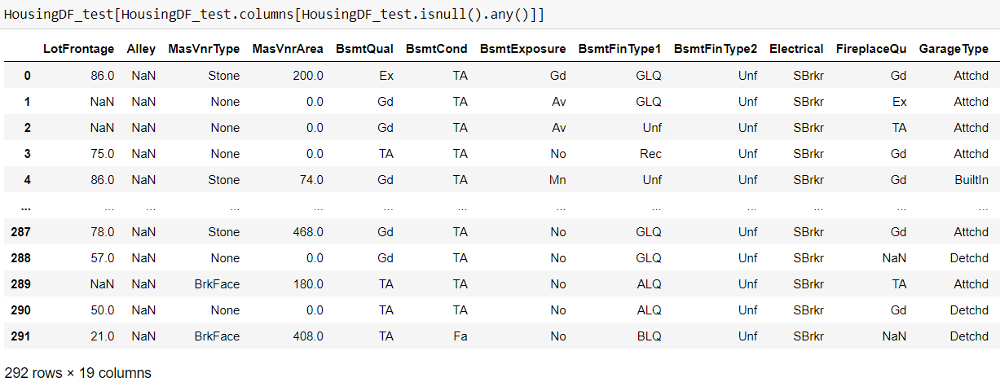 HousingDF_test[HousingDF_test.columns[HousingDF_test.isnull().any()]]
LotFrontage Alley MasVnrType MasVnrArea BsmtQual BsmtCond BsmtExposure BsmtFinType1 BsmtFinType2 Electrical FireplaceQu GarageType
0 86.0 NaN Stone 200.0 Ex TA Gd GLQ Unf SBrkr Gd Attchd
1 NaN NaN None 0.0 Gd TA Av GLQ Unf SBrkr Ex Attchd
2 NaN NaN None 0.0 Gd TA Av Unf Unf SBrkr TA Attchd
3 75.0 NaN None 0.0 TA TA No Rec Unf SBrkr Gd Attchd
4 86.0 NaN Stone 74.0 Gd TA Mn Unf Unf SBrkr Gd BuiltIn
... ... ... ... ... ... ... ... ... ... ... ... ...
287 78.0 NaN Stone 468.0 Gd TA No GLQ Unf SBrkr Gd Attchd
288 57.0 NaN None 0.0 Gd TA No GLQ Unf SBrkr NaN Detchd
289 NaN NaN BrkFace 180.0 TA TA No ALQ Unf SBrkr TA Attchd
290 50.0 NaN None 0.0 TA TA No ALQ Unf SBrkr Gd Detchd
291 21.0 NaN BrkFace 408.0 TA Fa No BLQ Unf SBrkr NaN Detchd
292 rows × 19 columns